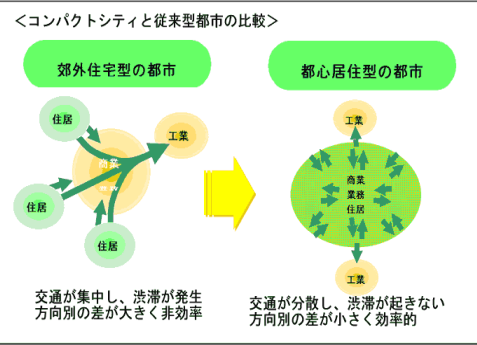 ＜コンパクトシティと従来型都市の比較＞
郊外住宅型の都市
都心居住型の都市
住居
商業
工業
住居
住居
工業
商業
業務
住居
工業
交通が集中し、渋滞が発生
方向別の差が大きく非効率
交通が分散し、渋滞が起きない
方向別の差が小さく効率的